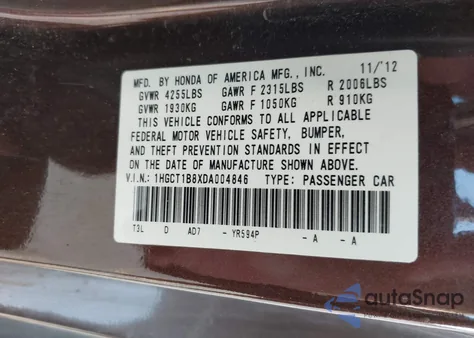 MFD. BY HONDA OF AMERICA MFG., INC. 11/'12
GVWR 4255LBS GAWR F 2315LBS R 2006LBS
GVWR 1930KG GAWR F 1050KG R 910KG
THIS VEHICLE CONFORMS TO ALL APPLICABLE
FEDERAL MOTOR VEHICLE SAFETY, BUMPER,
AND THEFT PREVENTION STANDARDS IN EFFECT
ON THE DATE OF MANUFACTURE SHOWN ABOVE.
V.I.N.: 1HGCT1B8XDA004846 TYPE: PASSENGER CAR
T3L D AD7 - YR594P - A - A
autoSnap